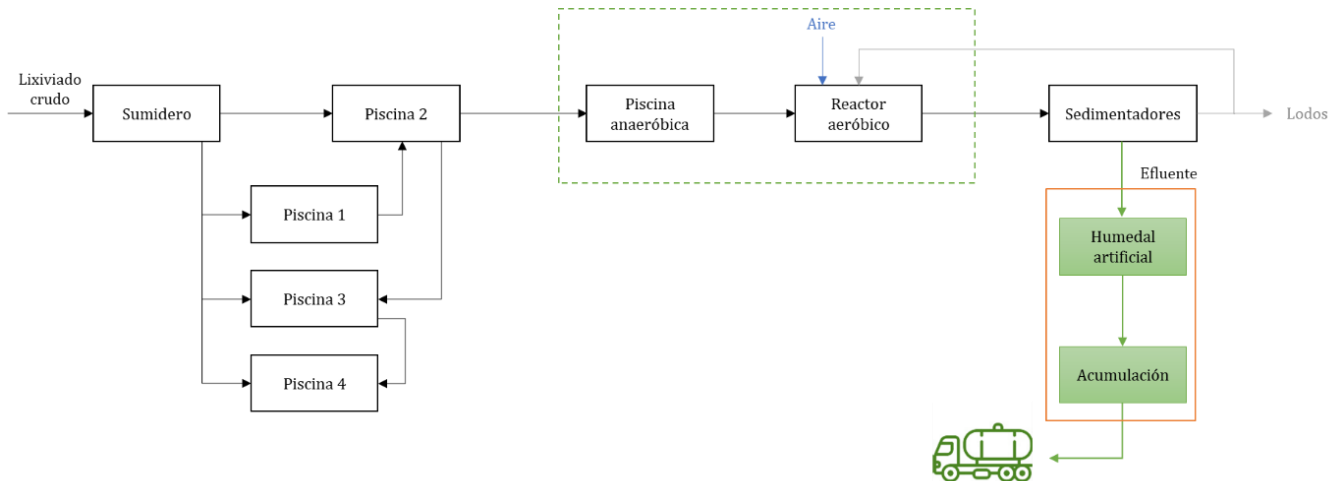 Aire
Lixiviado
crudo
Sumidero
Piscina 2
Piscina
anaeróbica
Reactor
aeróbico
Sedimentadores
Lodos
Efluente
Piscina 1
Humedal
artificial
Piscina 3
Piscina 4
Acumulación